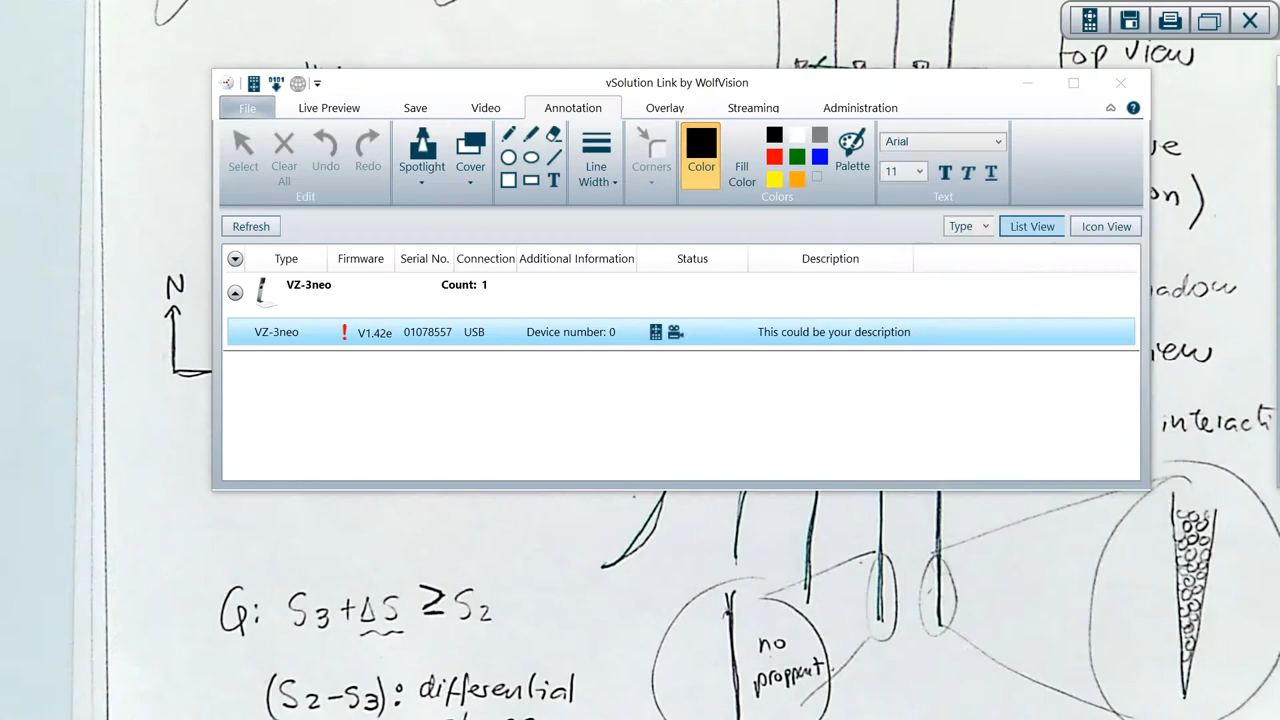 top view
vSolution Link by WolfVision
File Live Preview Save Video Annotation Overlay Streaming Administration
Select Clear All Undo Redo Spotlight Cover Line Width Corners Color Fill Color Palette Arial
11 T T T
Edit Colors Text
Refresh Type List View Icon View
Type Firmware Serial No. Connection Additional Information Status Description
VZ-3neo Count: 1
VZ-3neo ! V1.42e 01078557 USB Device number: 0 This could be your description
N
on)
adow
iew
interacti
Q: S3 + ΔS ≥ S2
no
proppant
(S2-S3): differential